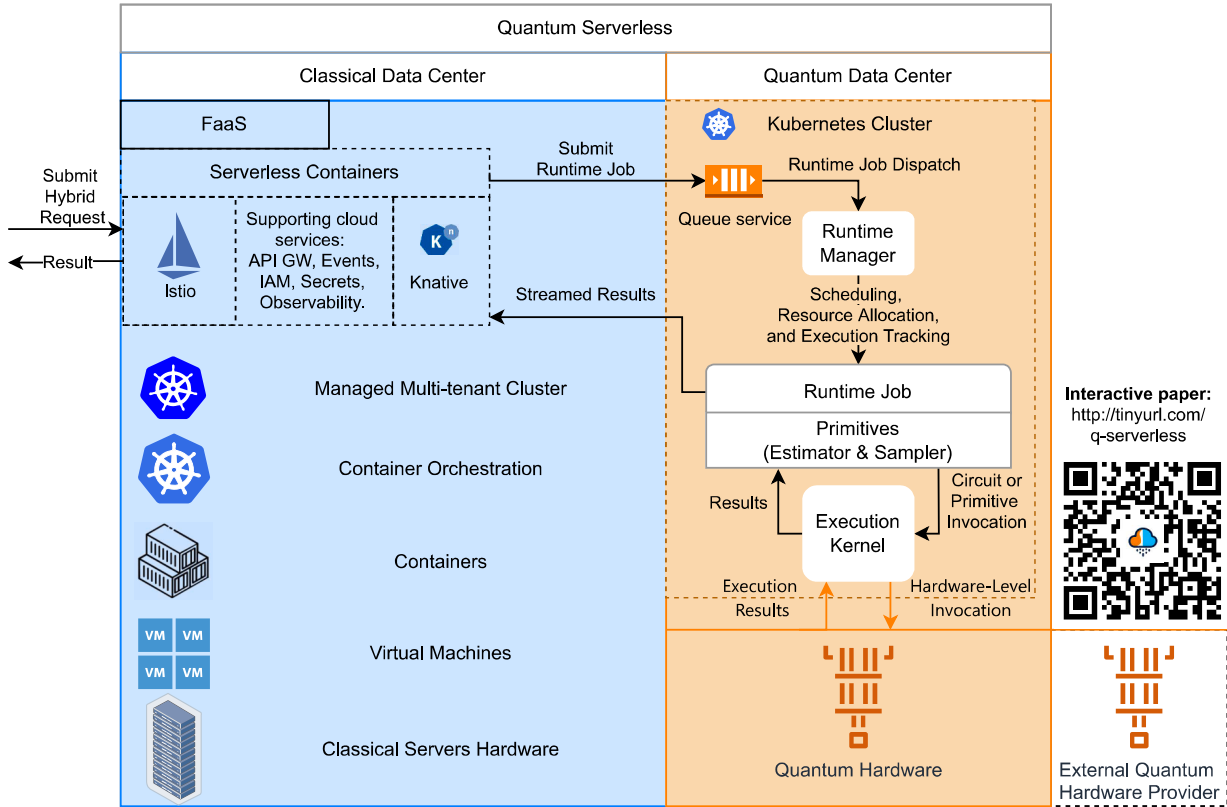 Quantum Serverless
Classical Data Center
Quantum Data Center
FaaS
Kubernetes Cluster
Serverless Containers
Submit
Runtime Job
Runtime Job Dispatch
Queue service
Submit
Hybrid
Request
Result
Istio
Supporting cloud
services:
API GW, Events,
IAM, Secrets,
Observability.
K
n
Knative
Runtime
Manager
Streamed Results
Scheduling,
Resource Allocation,
and Execution Tracking
Managed Multi-tenant Cluster
Runtime Job
Primitives
(Estimator & Sampler)
Interactive paper:
http://tinyurl.com/
q-serverless
Container Orchestration
Results
Circuit or
Primitive
Invocation
Execution
Kernel
Containers
Execution
Results
Hardware-Level
Invocation
VM
VM
VM
VM
Virtual Machines
Classical Servers Hardware
Quantum Hardware
External Quantum
Hardware Provider